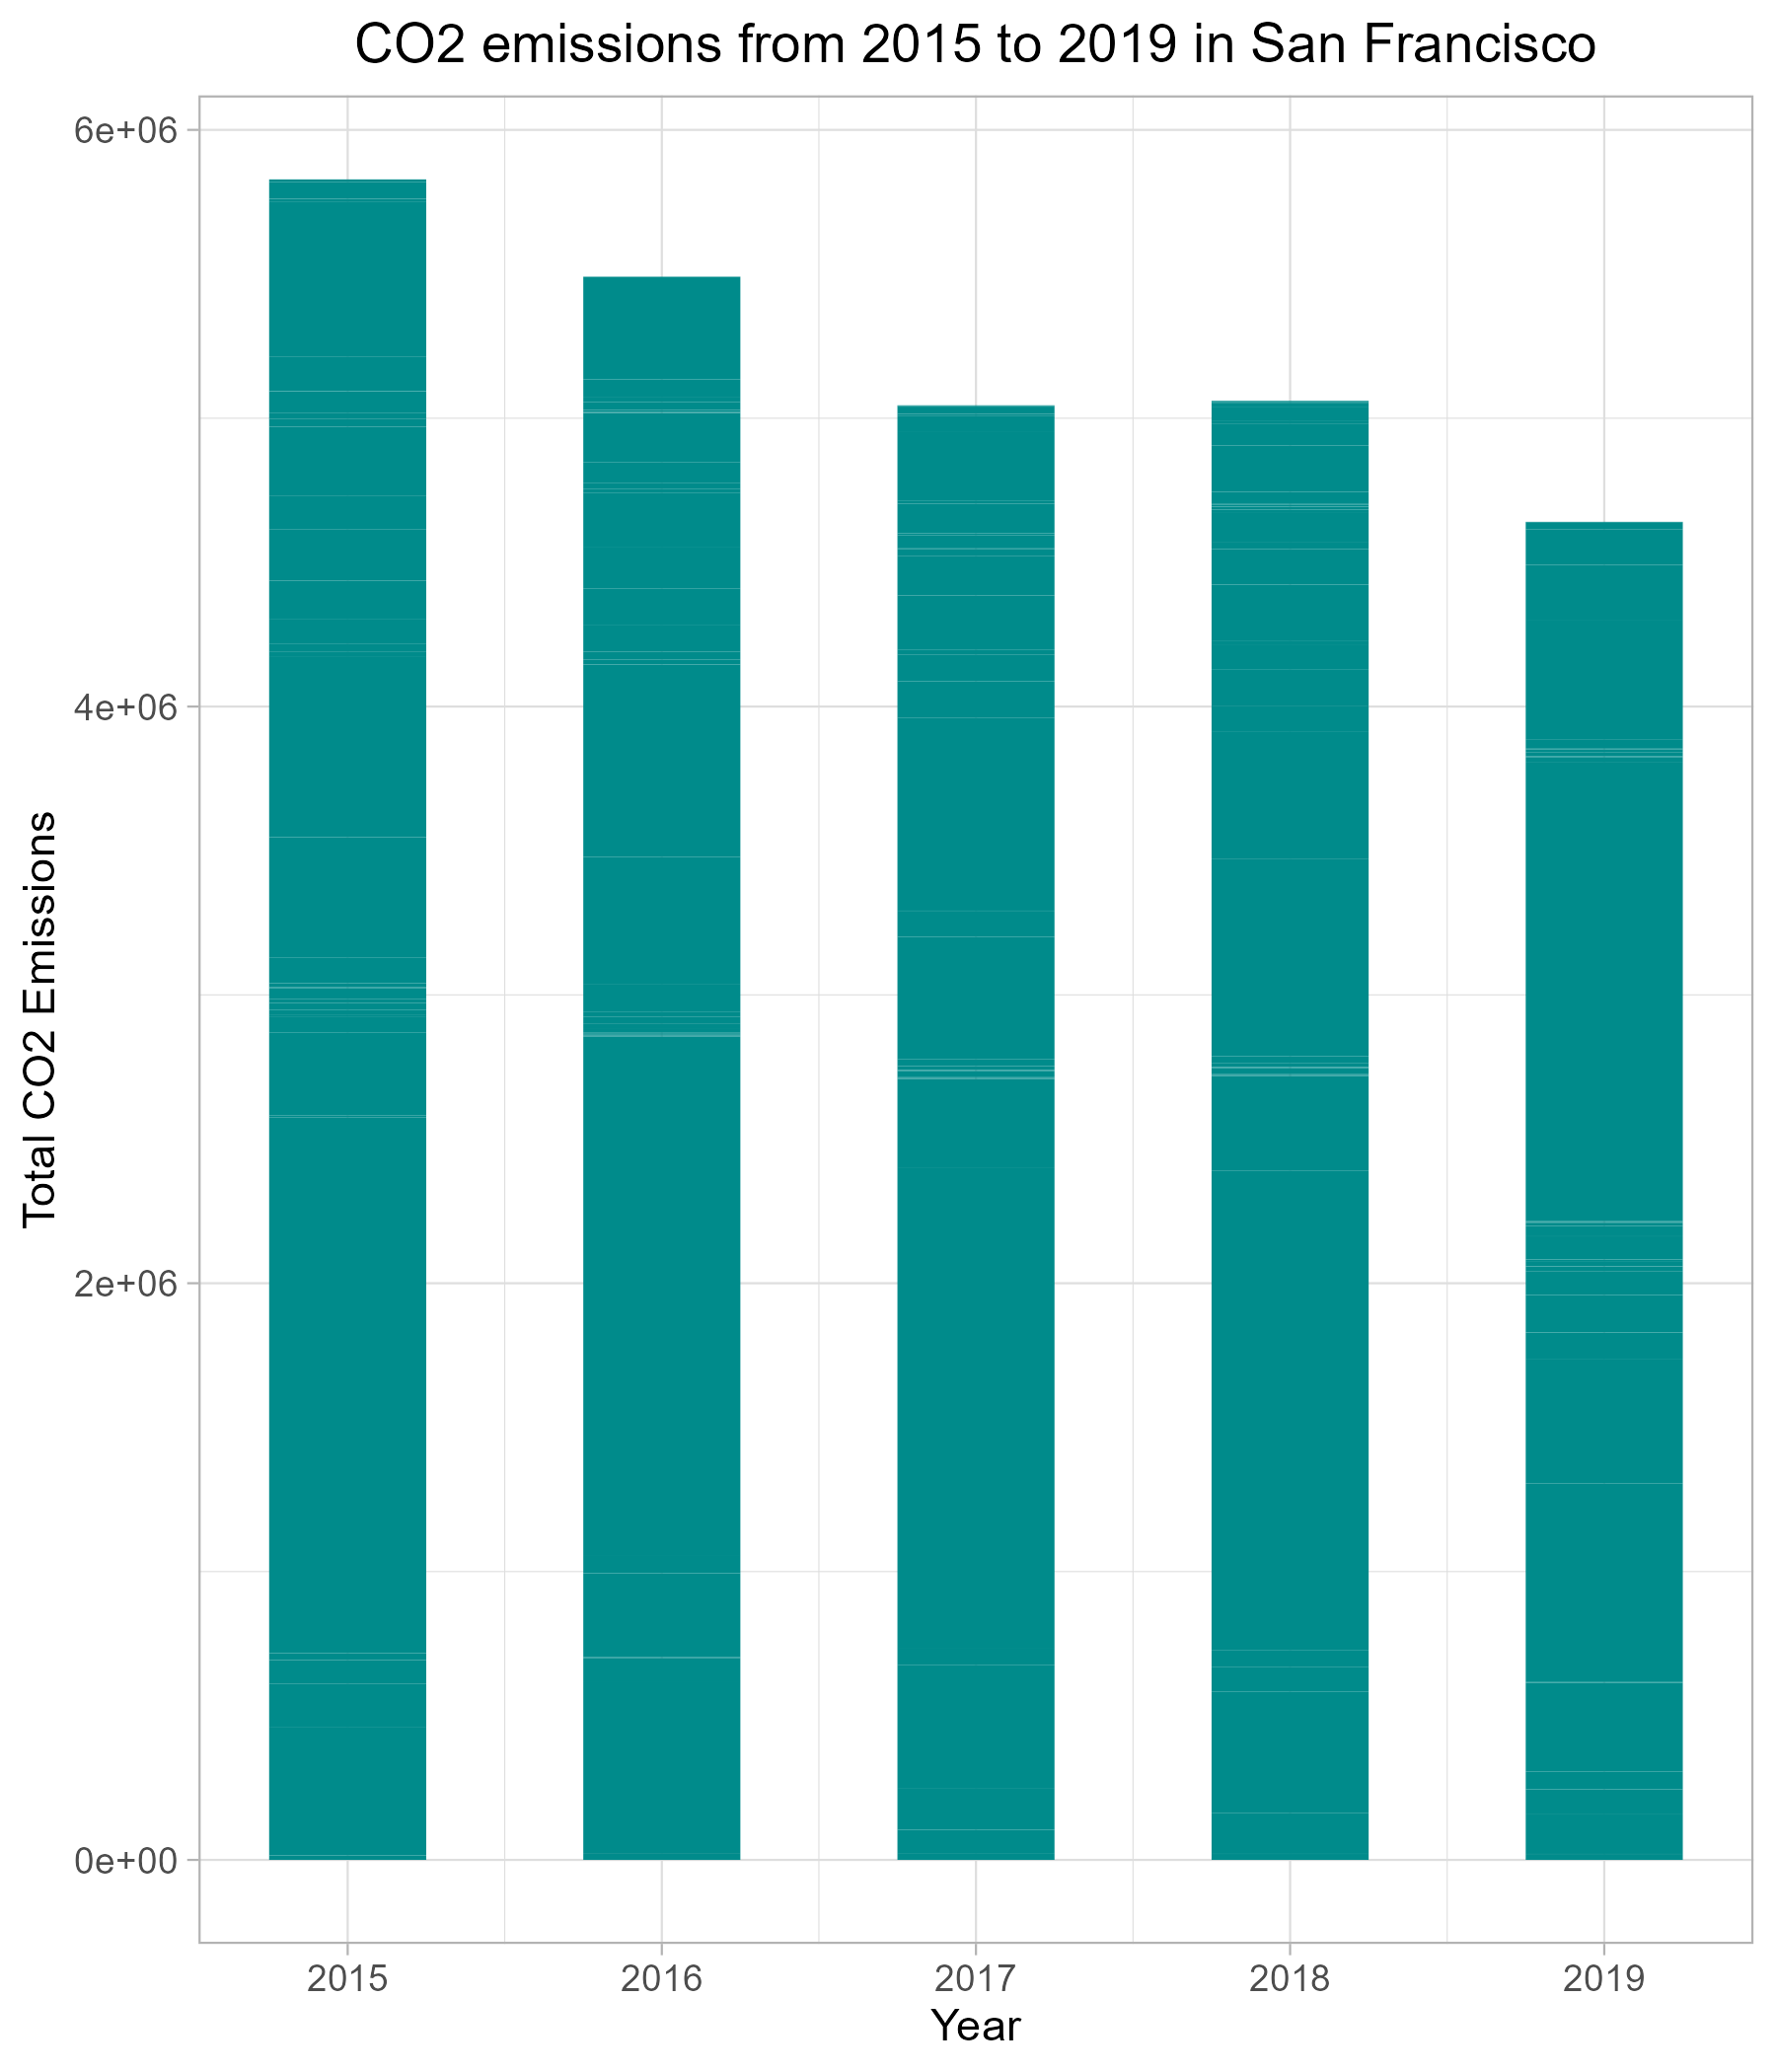 CO2 emissions from 2015 to 2019 in San Francisco
6e+06
4e+06
2e+06
0e+00
Total CO2 Emissions
2015 2016 2017 2018 2019
Year